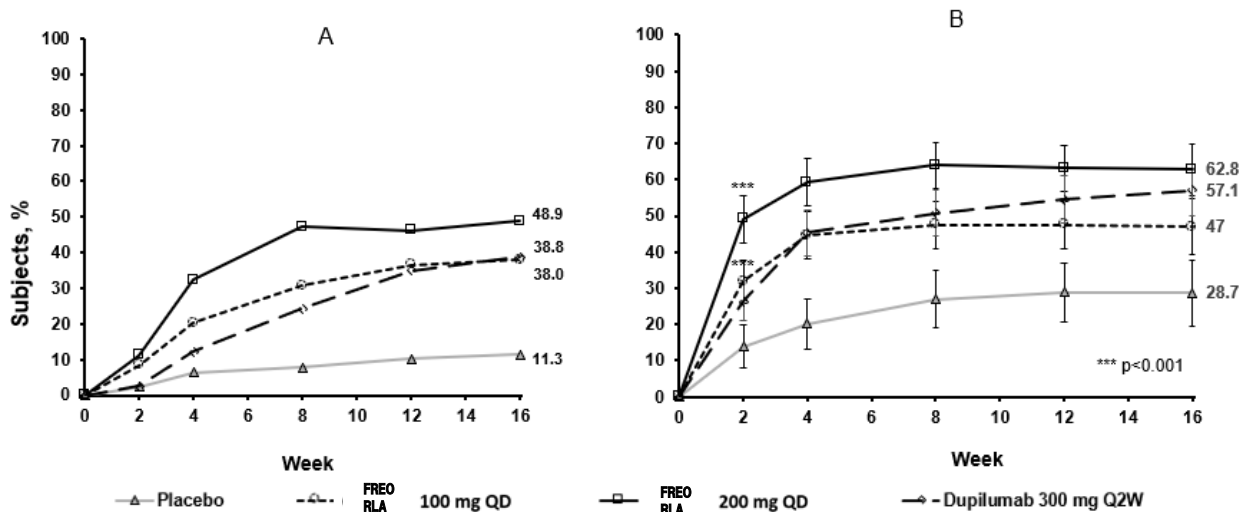 A
B
100
90
80
70
60
50
40
30
20
10
0
Subjects, %
48.9
38.8
38.0
11.3
0 2 4 6 8 10 12 14 16
Week
100
90
80
70
60
50
40
30
20
10
0
***
***
62.8
57.1
47
28.7
*** p<0.001
0 2 4 6 8 10 12 14 16
Week
Placebo
FREO
RLA
100 mg QD
FREO
RLA
200 mg QD
Dupilumab 300 mg Q2W